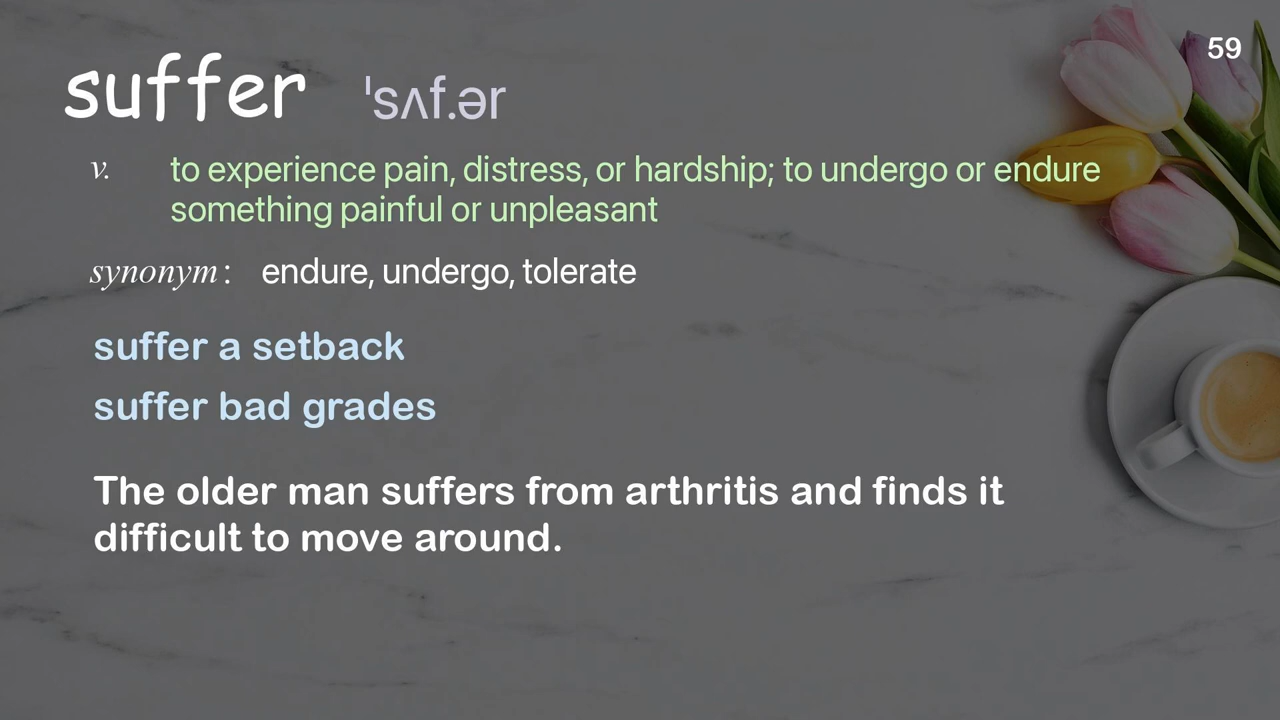 59
suffer ˈsʌf.ər
v. to experience pain, distress, or hardship; to undergo or endure
something painful or unpleasant
synonym: endure, undergo, tolerate
suffer a setback
suffer bad grades
The older man suffers from arthritis and finds it
difficult to move around.